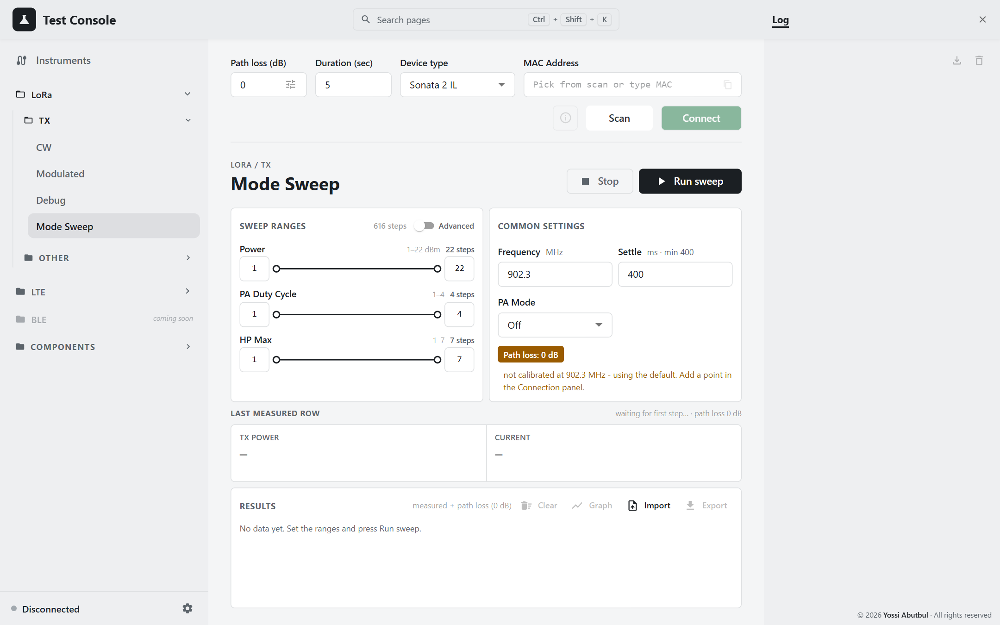 Test Console
Search pages
Ctrl + Shift + K
Log
Instruments
LoRa
TX
CW
Modulated
Debug
Mode Sweep
OTHER
LTE
BLE
coming soon
COMPONENTS
Disconnected
Path loss (dB)
0
Duration (sec)
5
Device type
Sonata 2 IL
MAC Address
Pick from scan or type MAC
Scan
Connect
LORA / TX
Mode Sweep
Stop
Run sweep
SWEEP RANGES
616 steps
Advanced
Power
1–22 dBm 22 steps
1
22
PA Duty Cycle
1–4 4 steps
1
4
HP Max
1–7 7 steps
1
7
COMMON SETTINGS
Frequency MHz
902.3
Settle ms · min 400
400
PA Mode
Off
Path loss: 0 dB
not calibrated at 902.3 MHz - using the default. Add a point in
the Connection panel.
LAST MEASURED ROW
waiting for first step... · path loss 0 dB
TX POWER
—
CURRENT
—
RESULTS
measured + path loss (0 dB)
Clear
Graph
Import
Export
No data yet. Set the ranges and press Run sweep.
© 2026 Yossi Abutbul · All rights reserved